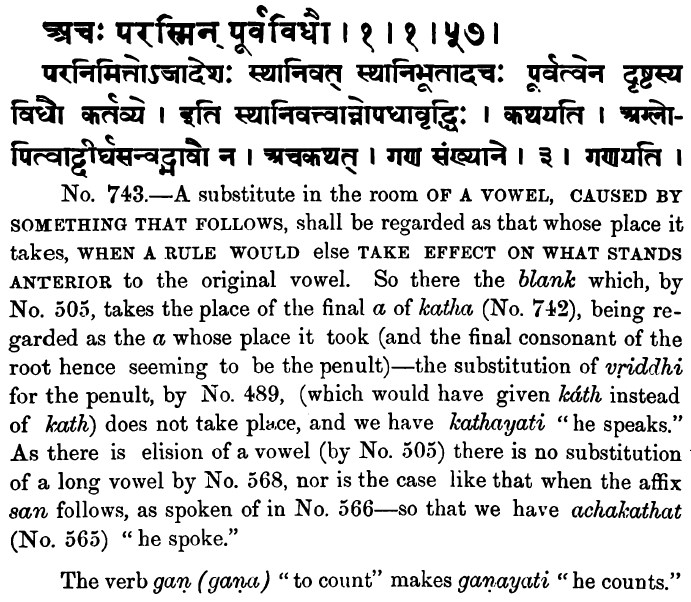 अचः परस्मिन् पूर्वविधौ । १ । १ । ५७ ।
परनिमित्तोऽजादेशः स्थानिवत् स्थानिभूतादचः पूर्वत्वेन दृष्टस्य
विधौ कर्तव्ये । इति स्थानिवत्त्वान्नोपधावृद्धिः । कथयति । अग्लो-
पित्वाद्दीर्घसन्वद्भावौ न । अचकथत् । गण संख्याने । ३ । गणयति ।
No. 743.—A substitute in the room OF A VOWEL, CAUSED BY
SOMETHING THAT FOLLOWS, shall be regarded as that whose place it
takes, WHEN A RULE WOULD else TAKE EFFECT ON WHAT STANDS
ANTERIOR to the original vowel. So there the blank which, by
No. 505, takes the place of the final a of katha (No. 742), being re-
garded as the a whose place it took (and the final consonant of the
root hence seeming to be the penult)—the substitution of vṛiddhi
for the penult, by No. 489, (which would have given káth instead
of kath) does not take place, and we have kathayati “he speaks.”
As there is elision of a vowel (by No. 505) there is no substitution
of a long vowel by No. 568, nor is the case like that when the affix
san follows, as spoken of in No. 566—so that we have achakathat
(No. 565) “he spoke.”
The verb gaṇ (gaṇa) “to count” makes gaṇayati “he counts.”